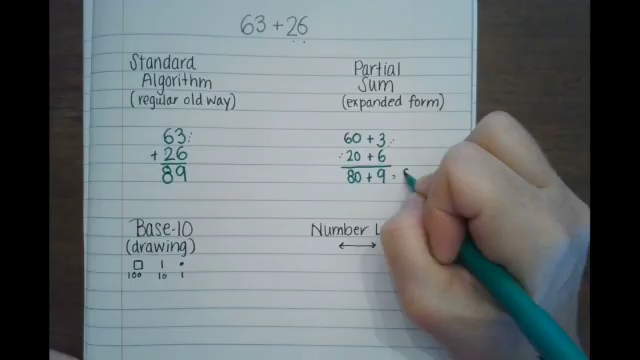 63 + 26
Standard
Algorithm
(regular old way)
63
+ 26
89
Partial
Sum
(expanded form)
60 + 3
20 + 6
80 + 9 =
Base-10
(drawing)
□ | •
100 10 1
Number
↔